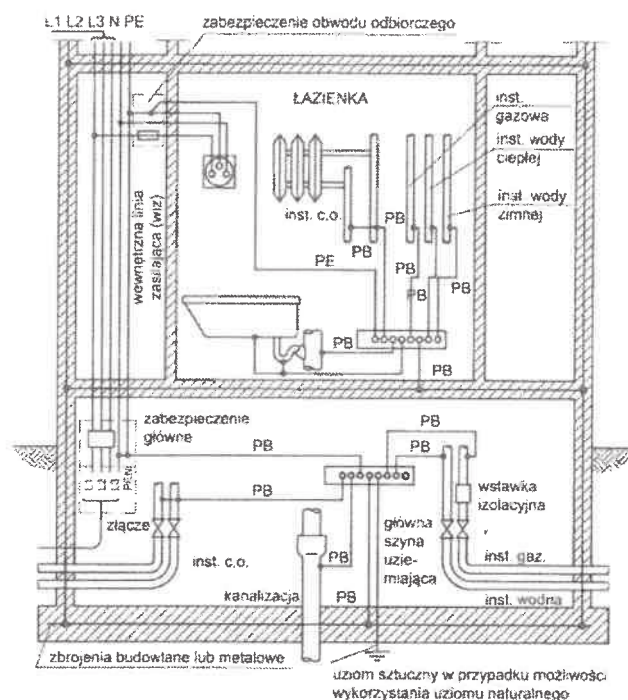 L1 L2 L3 N PE
zabezpieczenie obwodu odbiorczego
ŁAZIENKA
inst.
gazowa
inst. wody
ciepłej
inst. wody
zimnej
inst. c.o.
PB
PB
PE
PB
PB
PB
PB
wewnętrzna linia
zasilająca (wlz)
zabezpieczenie
główne
L1
L2
L3
PEN
złącze
PB
PB
PB
PB
PB
PB
inst. c.o.
kanalizacja
główna
szyna
uzie-
miająca
wstawka
izolacyjna
inst. gaz.
inst. wodna
zbrojenia budowlane lub metalowe
uziom sztuczny w przypadku możliwości
wykorzystania uziomu naturalnego